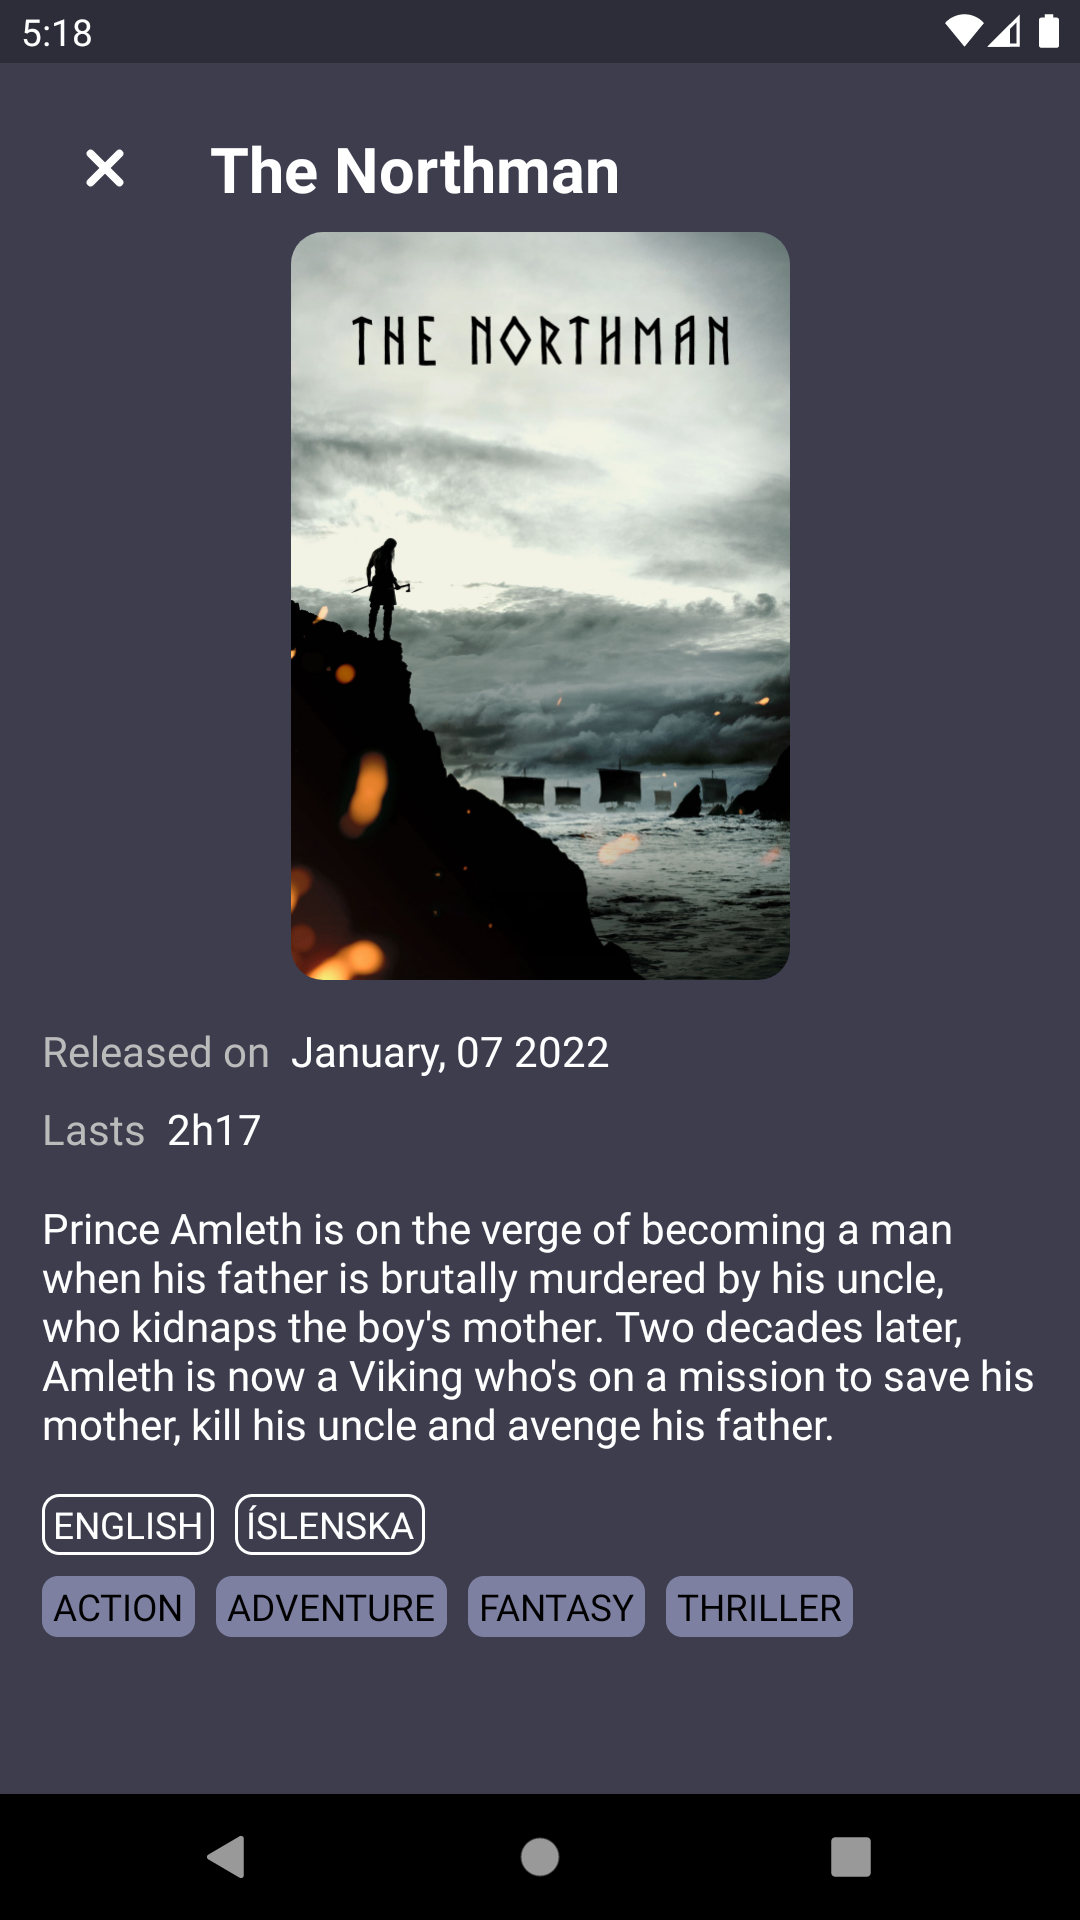 5:18
The Northman
THE NORTHMAN
Released on January, 07 2022
Lasts 2h17
Prince Amleth is on the verge of becoming a man
when his father is brutally murdered by his uncle,
who kidnaps the boy's mother. Two decades later,
Amleth is now a Viking who's on a mission to save his
mother, kill his uncle and avenge his father.
ENGLISH ÍSLENSKA
ACTION ADVENTURE FANTASY THRILLER